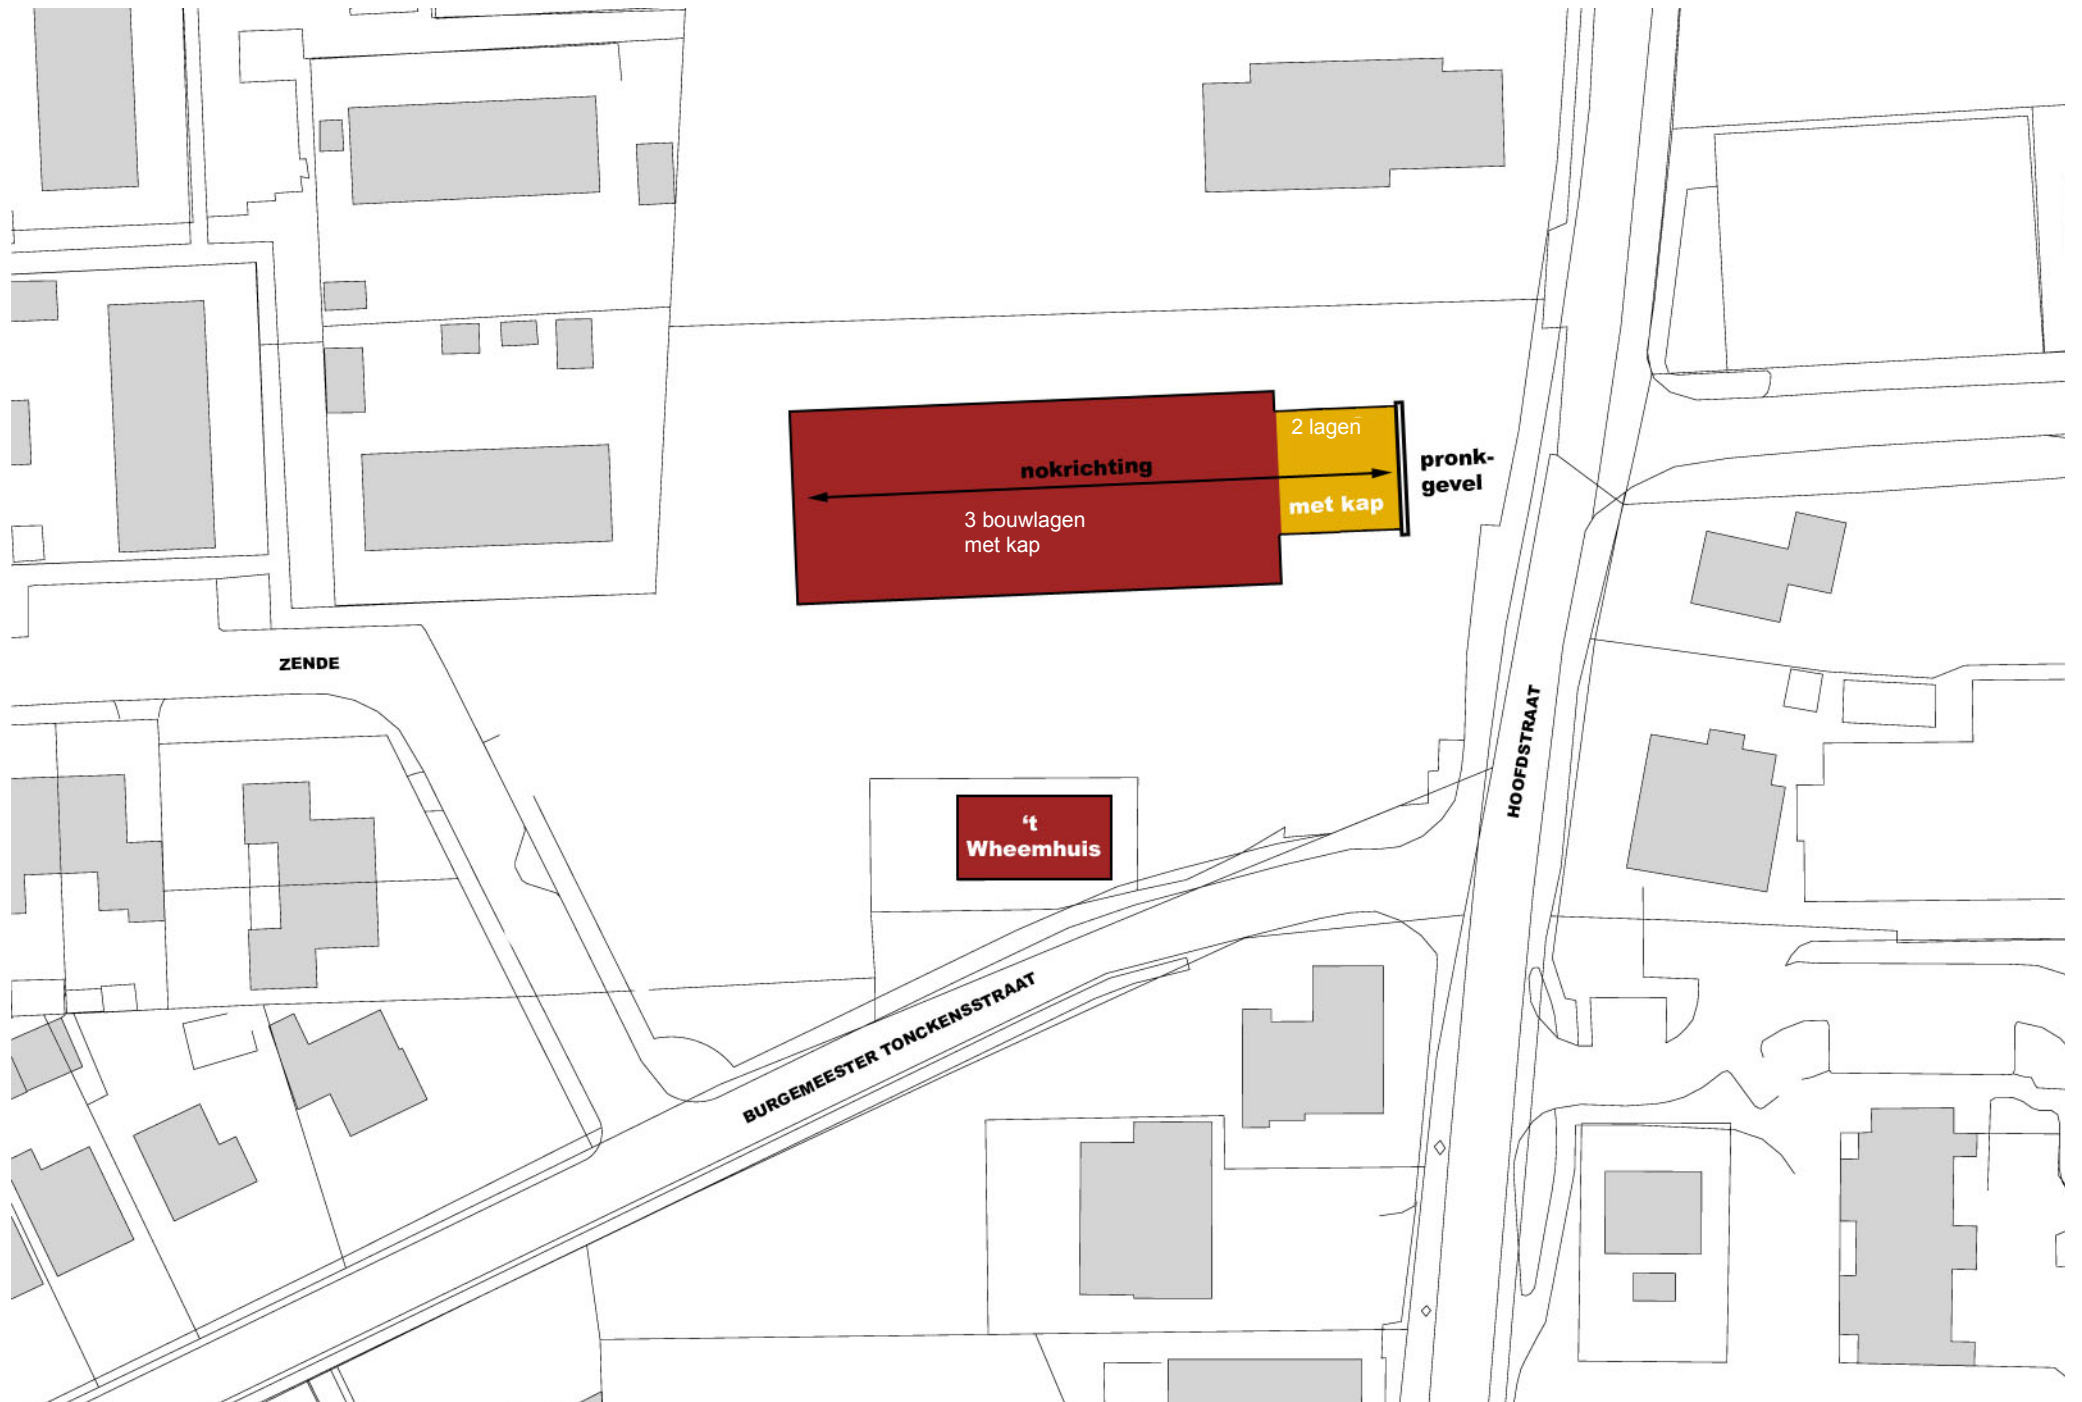 2 lagen
nokrichting
pronk-
gevel
met kap
3 bouwlagen
met kap
ZENDE
HOOFDSTRAAT
‘t
Wheemhuis
BURGEMEESTER TONCKENSSTRAAT